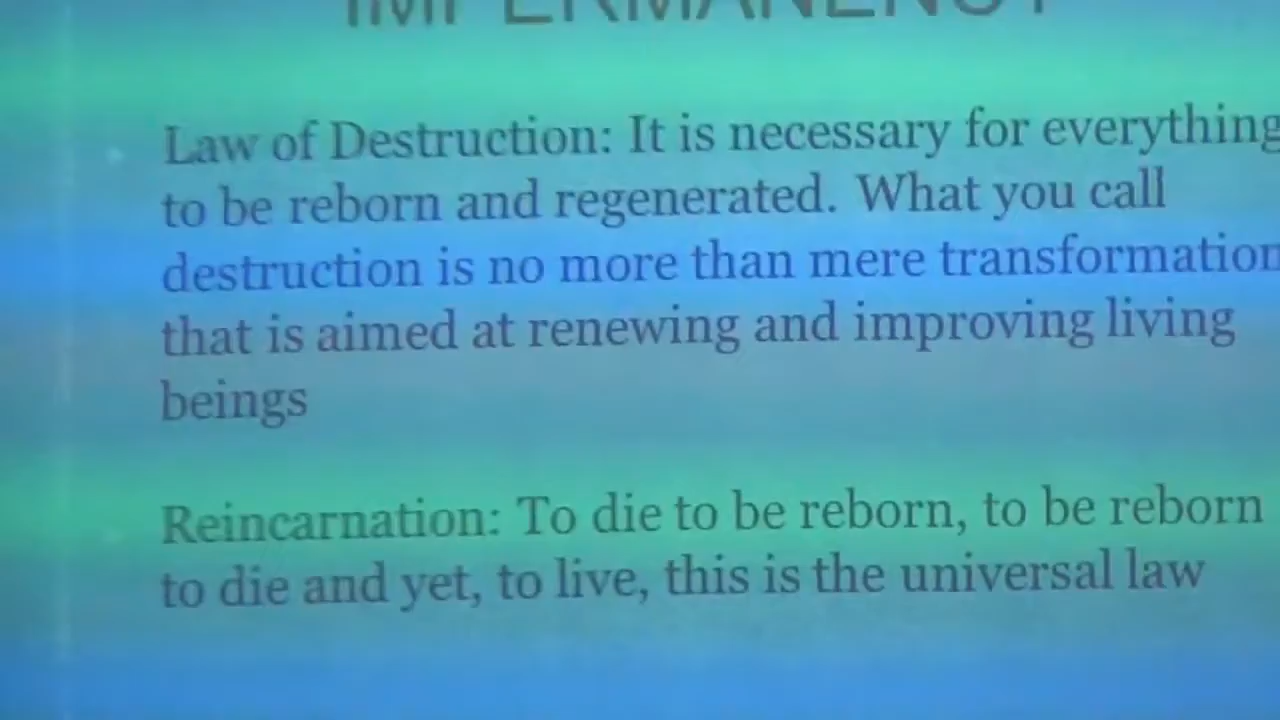 IMPERMANENCY
Law of Destruction: It is necessary for everything
to be reborn and regenerated. What you call
destruction is no more than mere transformation
that is aimed at renewing and improving living
beings
Reincarnation: To die to be reborn, to be reborn
to die and yet, to live, this is the universal law